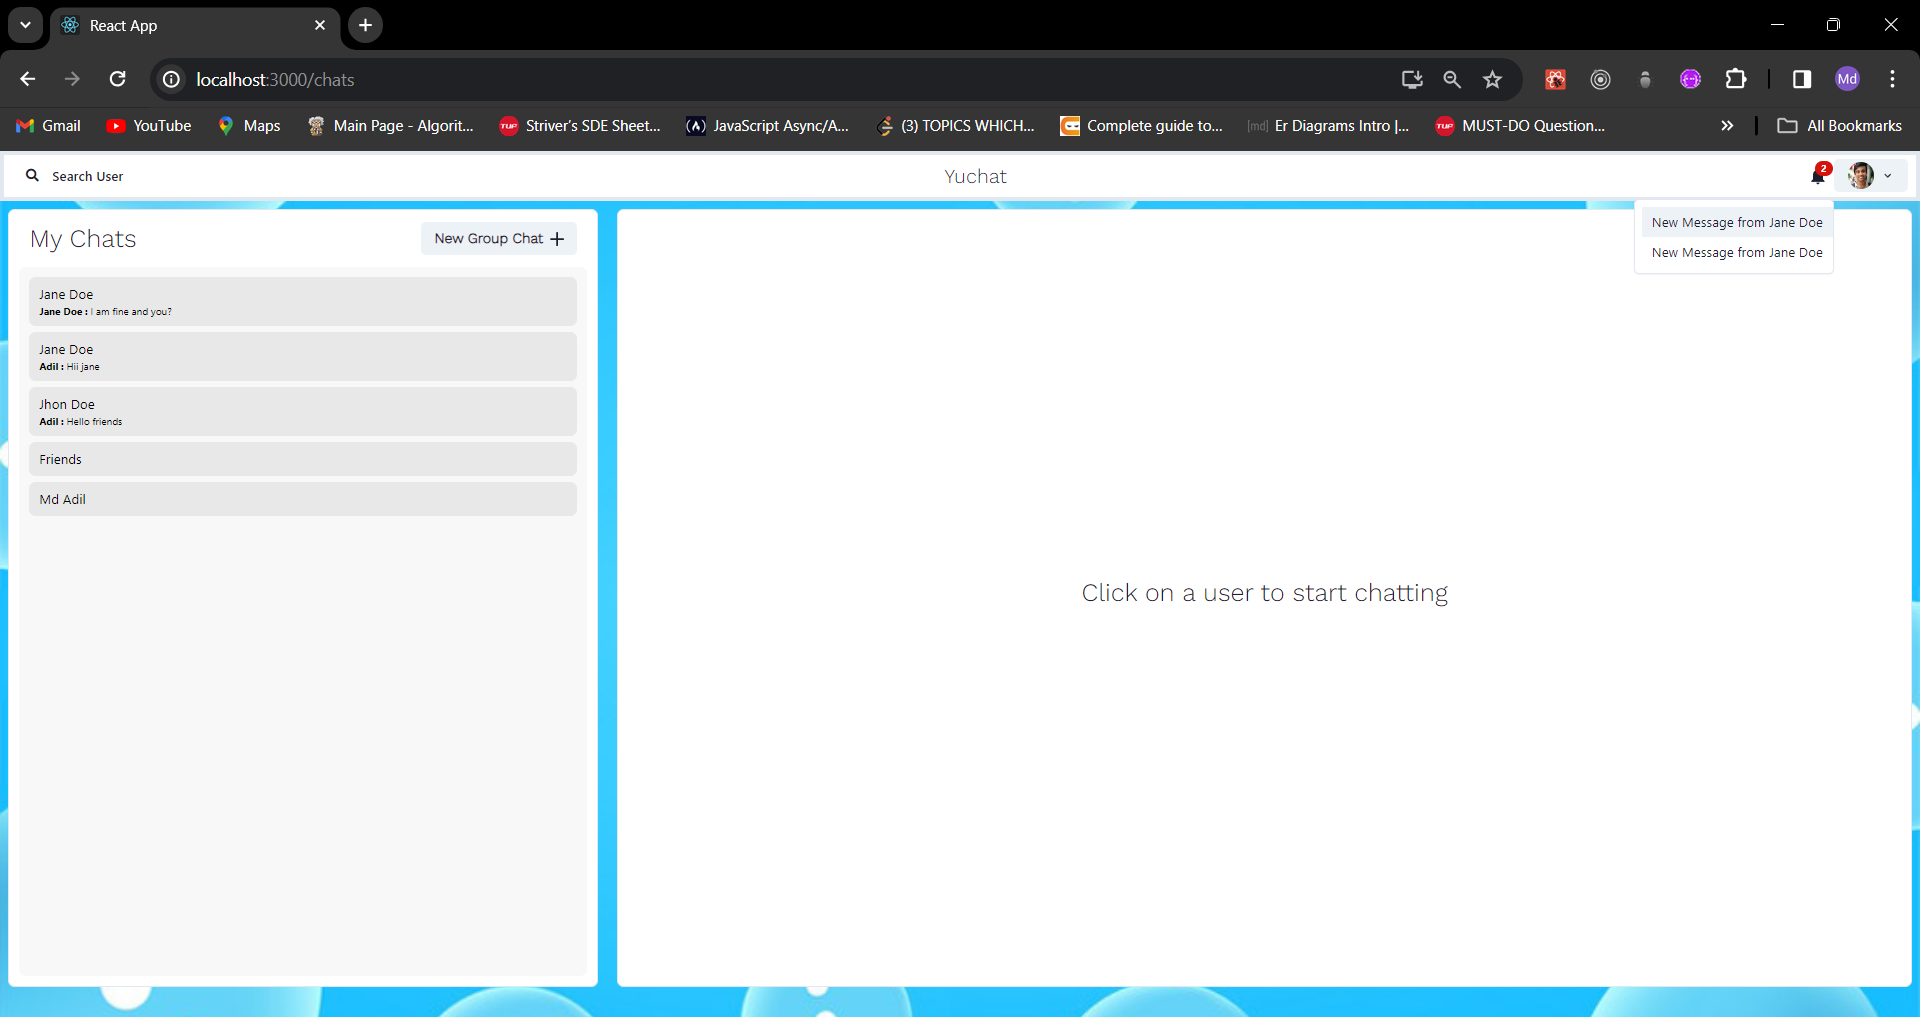 React App
localhost:3000/chats
Md
Gmail
YouTube
Maps
Main Page - Algorit...
TUF
Striver's SDE Sheet...
JavaScript Async/A...
(3) TOPICS WHICH...
Complete guide to...
[md]
Er Diagrams Intro |...
TUF
MUST-DO Question...
All Bookmarks
Search User
Yuchat
2
My Chats
New Group Chat
New Message from Jane Doe
New Message from Jane Doe
Jane Doe
Jane Doe : I am fine and you?
Jane Doe
Adil : Hii jane
Jhon Doe
Adil : Hello friends
Friends
Md Adil
Click on a user to start chatting